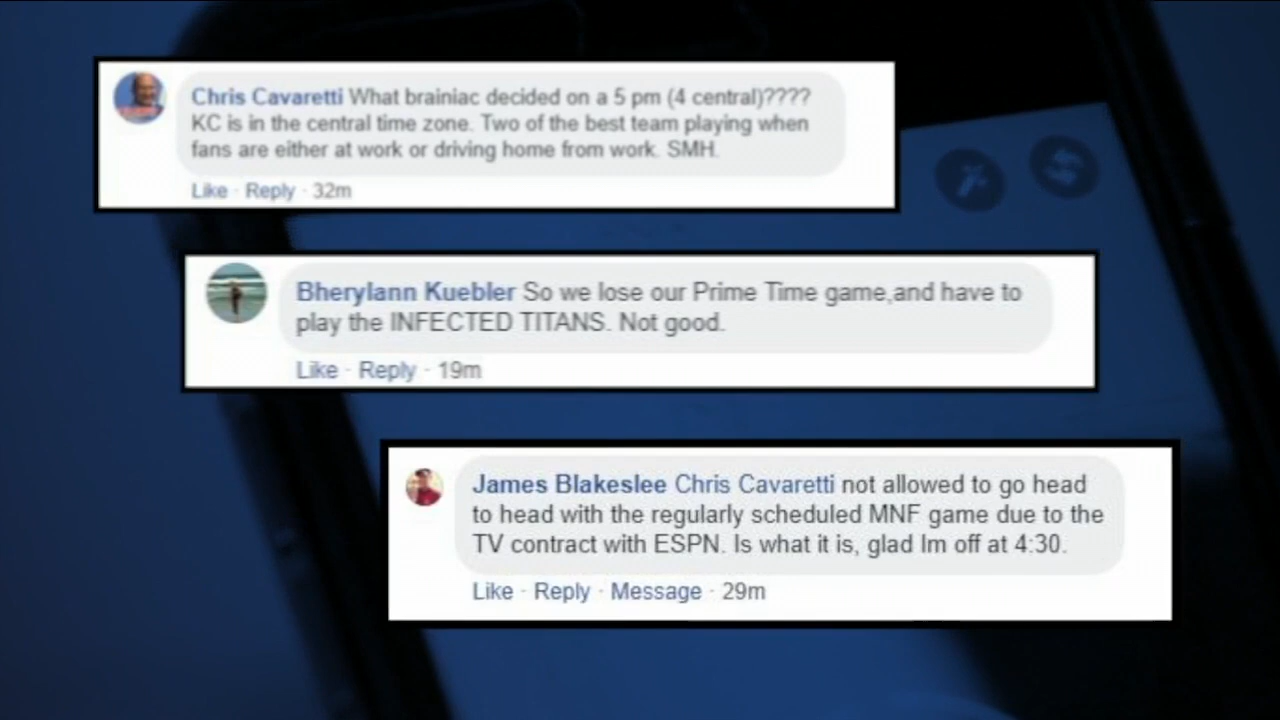 Chris Cavaretti What brainiac decided on a 5 pm (4 central)????
KC is in the central time zone. Two of the best team playing when
fans are either at work or driving home from work. SMH.
Like · Reply · 32m
Bherylann Kuebler So we lose our Prime Time game,and have to
play the INFECTED TITANS. Not good.
Like · Reply · 19m
James Blakeslee Chris Cavaretti not allowed to go head
to head with the regularly scheduled MNF game due to the
TV contract with ESPN. Is what it is, glad Im off at 4:30.
Like · Reply · Message · 29m